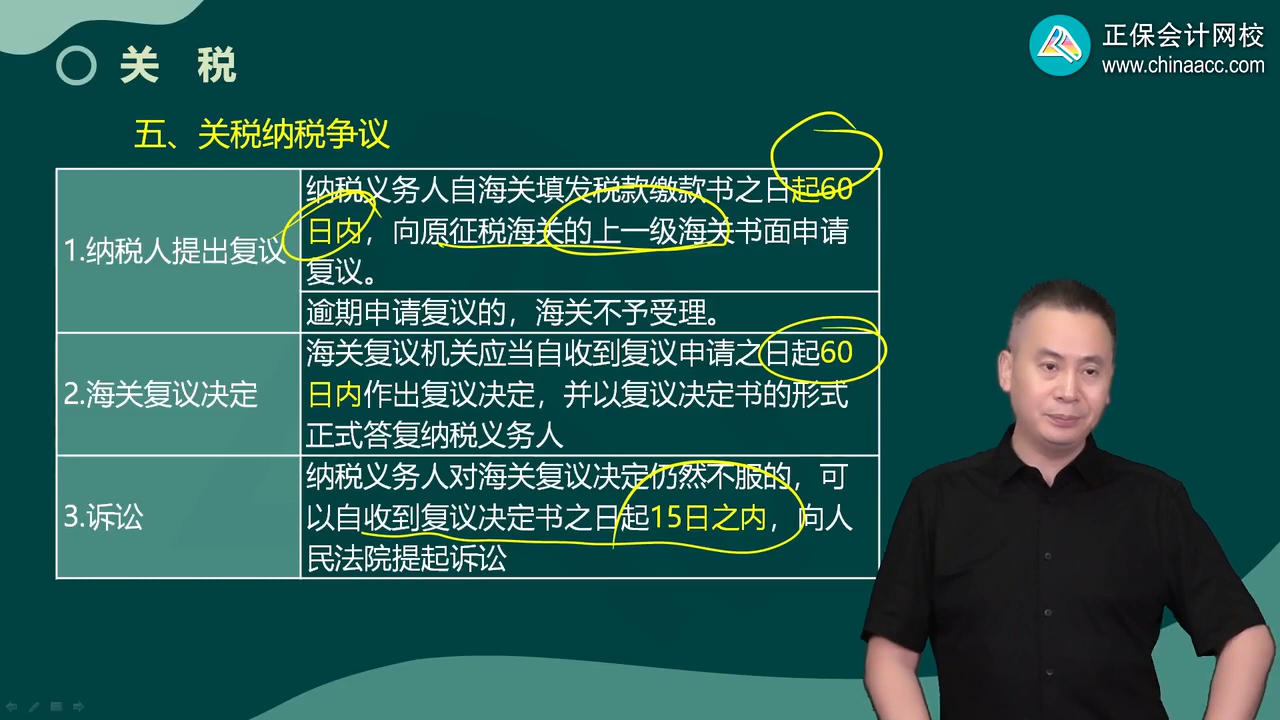 正保会计网校
www.chinaacc.com
关 税
五、关税纳税争议
1.纳税人提出复议
纳税义务人自海关填发税款缴款书之日起60
日内，向原征税海关的上一级海关书面申请
复议。
逾期申请复议的，海关不予受理。
2.海关复议决定
海关复议机关应当自收到复议申请之日起60
日内作出复议决定，并以复议决定书的形式
正式答复纳税义务人
3.诉讼
纳税义务人对海关复议决定仍然不服的，可
以自收到复议决定书之日起15日之内，向人
民法院提起诉讼